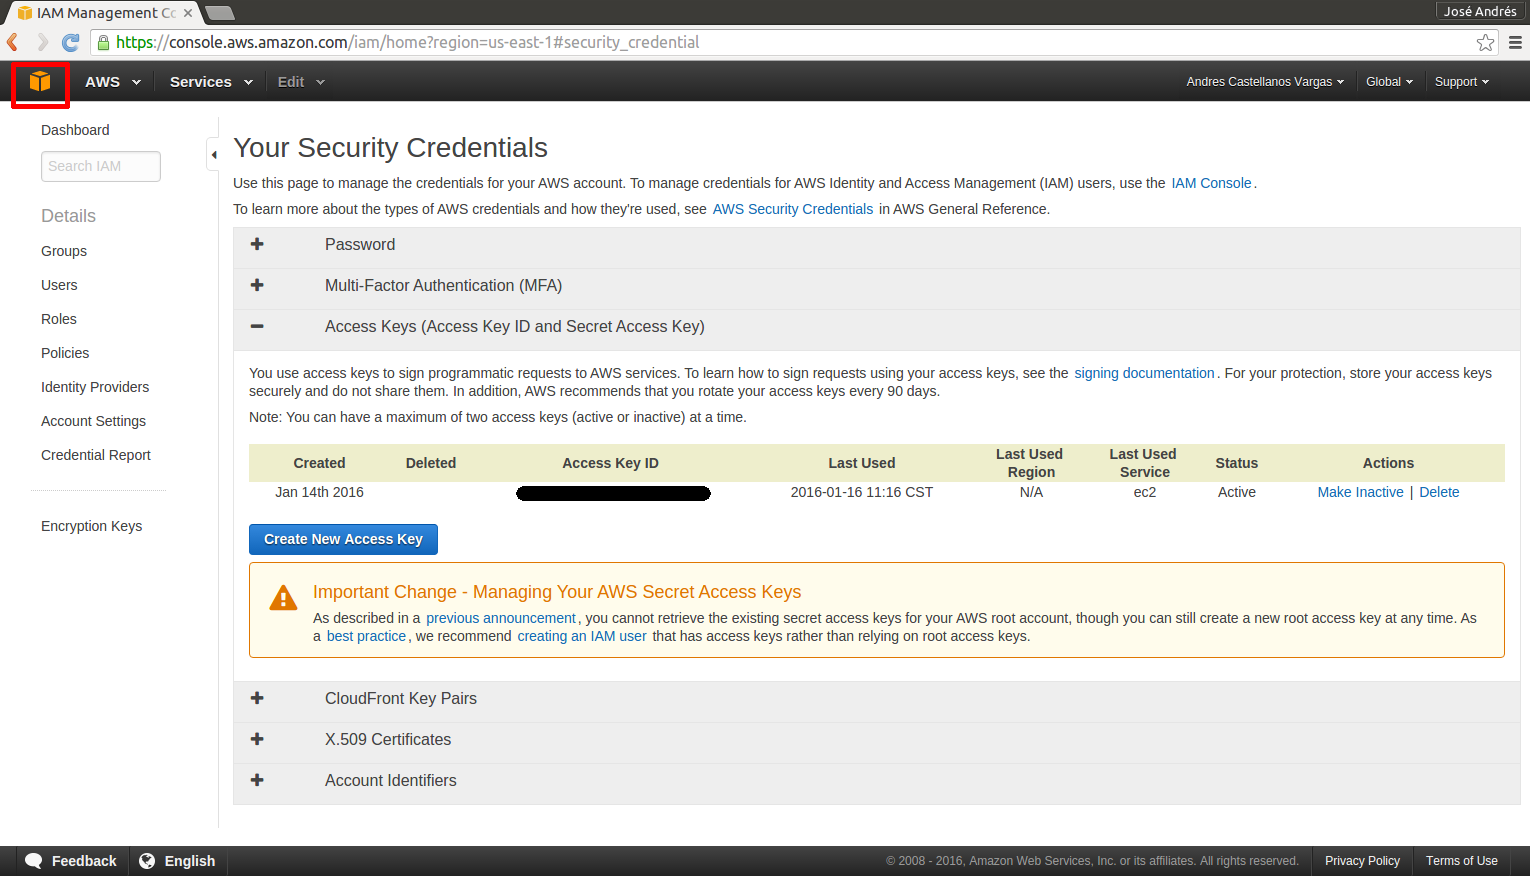 IAM Management Co
José Andrés
https://console.aws.amazon.com/iam/home?region=us-east-1#security_credential
AWS Services Edit Andres Castellanos Vargas Global Support
Dashboard
Search IAM
Details
Groups
Users
Roles
Policies
Identity Providers
Account Settings
Credential Report
Encryption Keys
Your Security Credentials
Use this page to manage the credentials for your AWS account. To manage credentials for AWS Identity and Access Management (IAM) users, use the IAM Console.
To learn more about the types of AWS credentials and how they're used, see AWS Security Credentials in AWS General Reference.
Password
Multi-Factor Authentication (MFA)
Access Keys (Access Key ID and Secret Access Key)
You use access keys to sign programmatic requests to AWS services. To learn how to sign requests using your access keys, see the signing documentation. For your protection, store your access keys
securely and do not share them. In addition, AWS recommends that you rotate your access keys every 90 days.
Note: You can have a maximum of two access keys (active or inactive) at a time.
Created Deleted Access Key ID Last Used Last Used Region Last Used Service Status Actions
Jan 14th 2016 2016-01-16 11:16 CST N/A ec2 Active Make Inactive | Delete
Create New Access Key
Important Change - Managing Your AWS Secret Access Keys
As described in a previous announcement, you cannot retrieve the existing secret access keys for your AWS root account, though you can still create a new root access key at any time. As
a best practice, we recommend creating an IAM user that has access keys rather than relying on root access keys.
CloudFront Key Pairs
X.509 Certificates
Account Identifiers
Feedback English © 2008 - 2016, Amazon Web Services, Inc. or its affiliates. All rights reserved. Privacy Policy Terms of Use